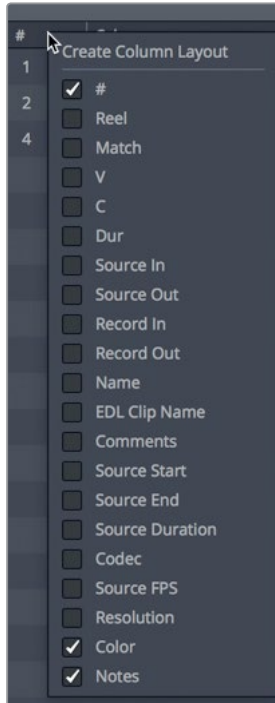 #
Create Column Layout
1
2
4
#
Reel
Match
V
C
Dur
Source In
Source Out
Record In
Record Out
Name
EDL Clip Name
Comments
Source Start
Source End
Source Duration
Codec
Source FPS
Resolution
Color
Notes